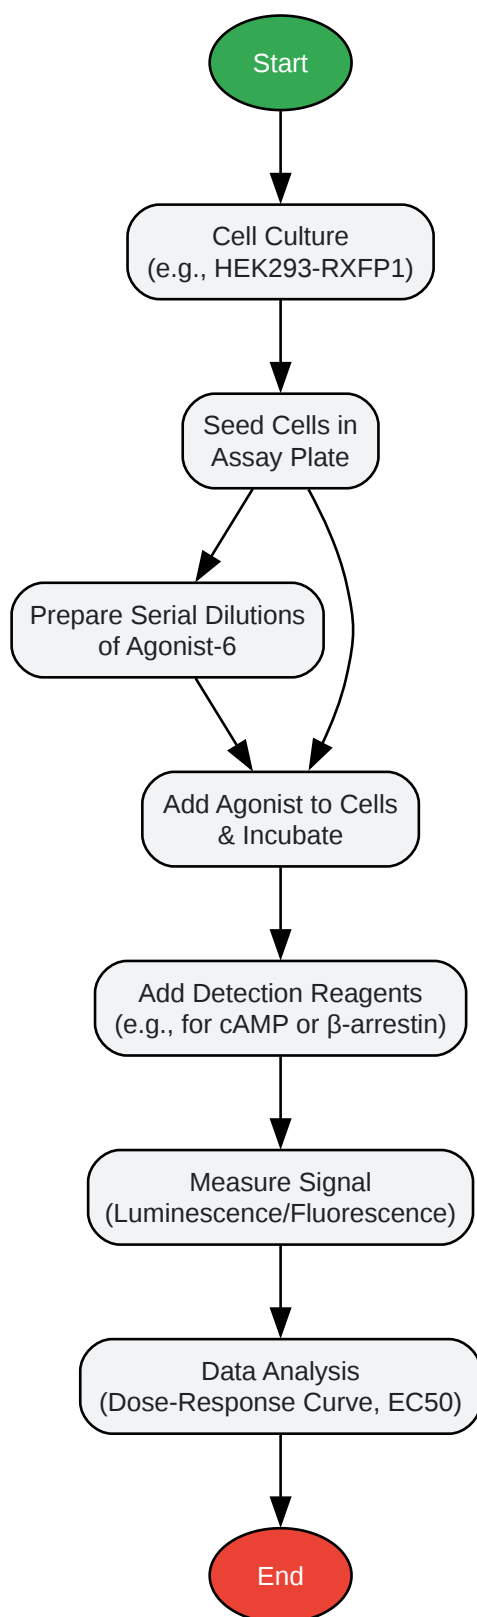 Start
Cell Culture
(e.g., HEK293-RXFP1)
Seed Cells in
Assay Plate
Prepare Serial Dilutions
of Agonist-6
Add Agonist to Cells
& Incubate
Add Detection Reagents
(e.g., for cAMP or β-arrestin)
Measure Signal
(Luminescence/Fluorescence)
Data Analysis
(Dose-Response Curve, EC50)
End